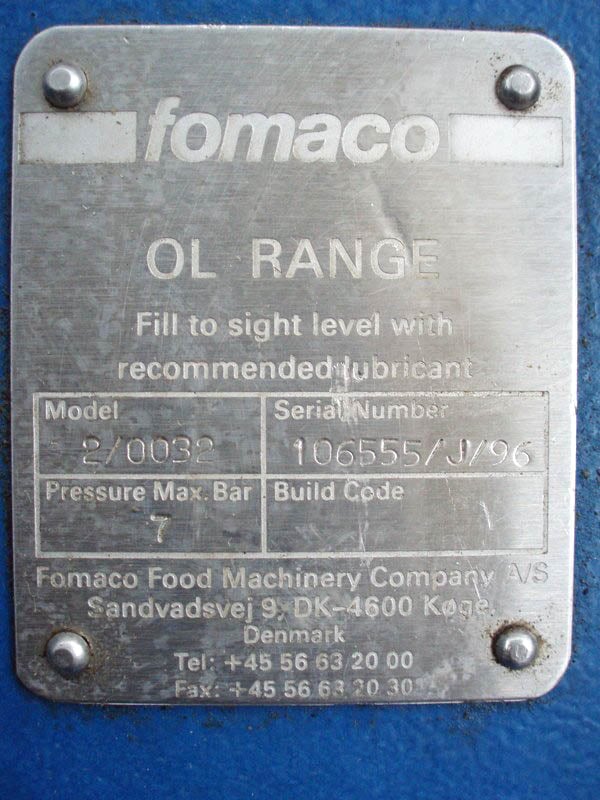 fomaco
OL RANGE
Fill to sight level with
recommended lubricant
Model Serial Number
2/0032 106555/J/96
Pressure Max. Bar Build Code
7
Fomaco Food Machinery Company A/S
Sandvadsvej 9, DK-4600 Køge,
Denmark
Tel: +45 56 63 20 00
Fax: +45 56 63 20 30